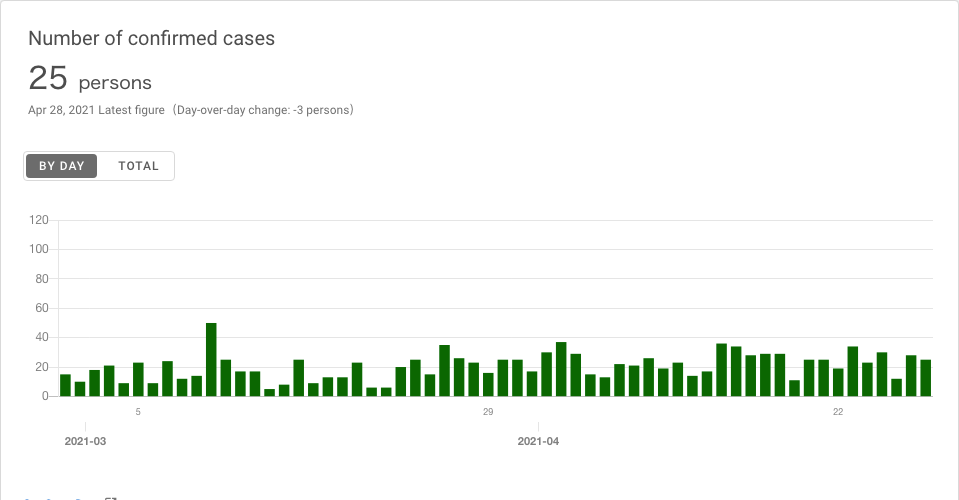 Number of confirmed cases
25 persons
Apr 28, 2021 Latest figure (Day-over-day change: -3 persons)
BY DAY TOTAL
120
100
80
60
40
20
0
5 29 22
2021-03 2021-04